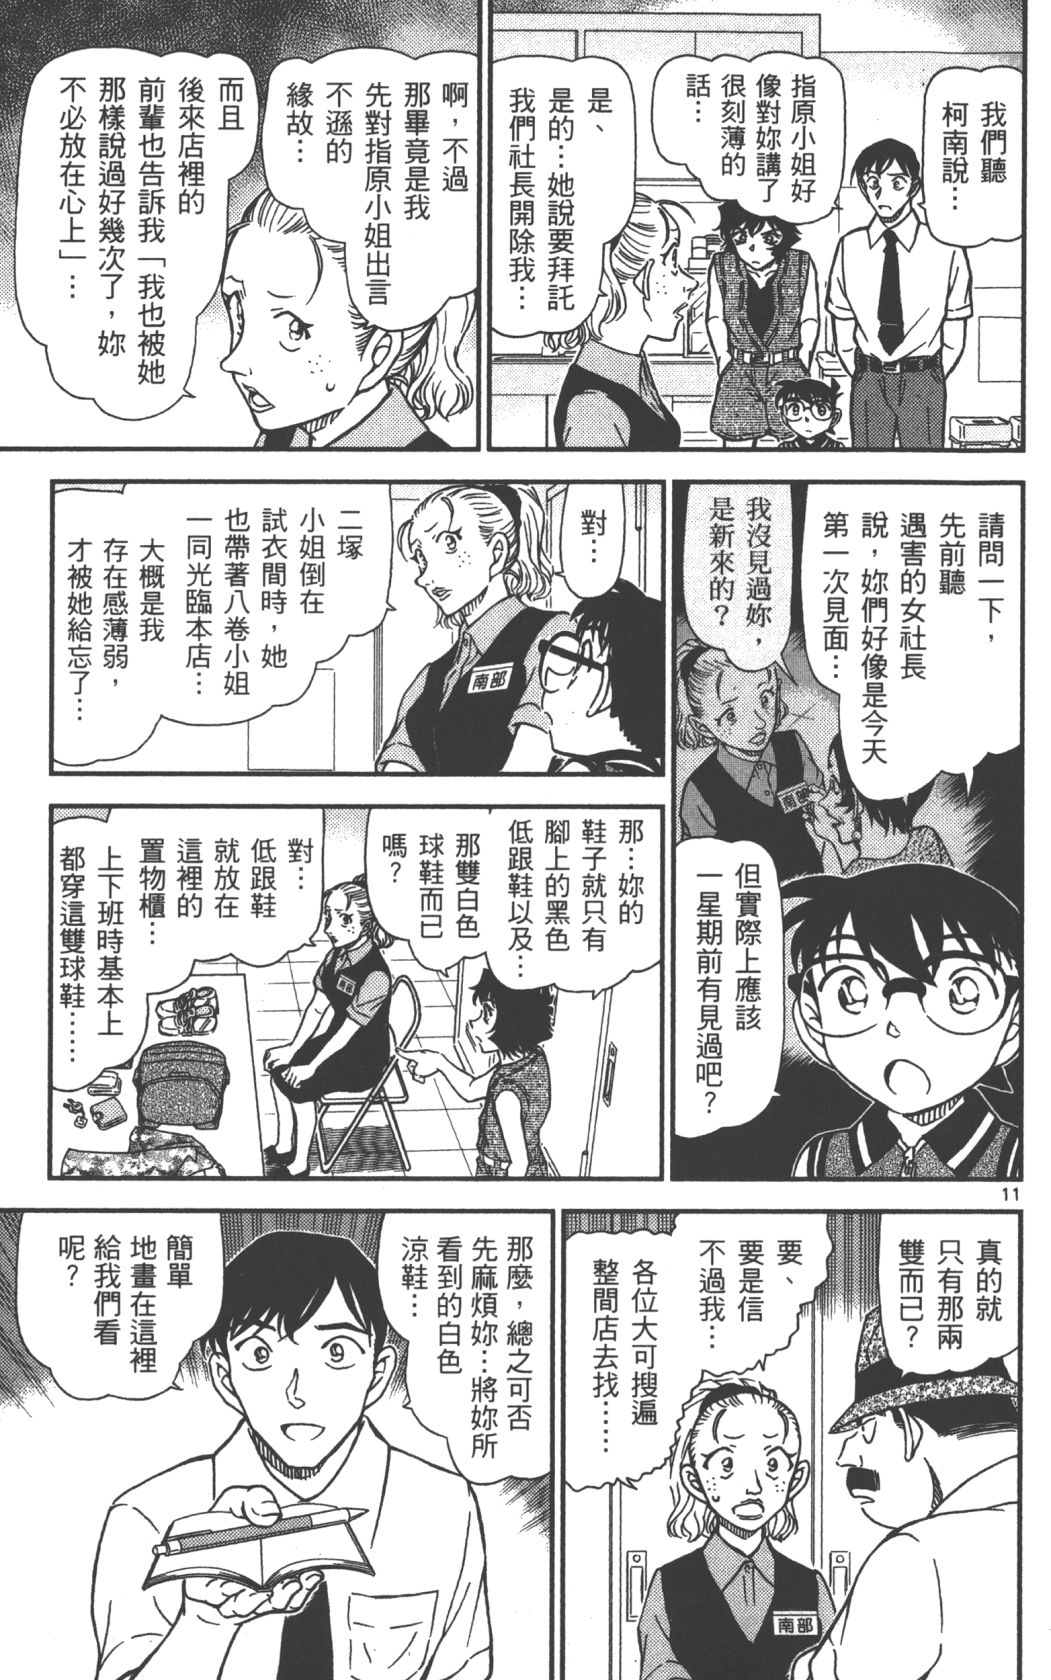 我們聽
柯南說…
指原小姐好
像對妳講了
很刻薄的
話…
是、
是的…她說要拜託
我們社長開除我…
啊，不過
那畢竟是我
先對指原小姐出言
不遜的
緣故…
而且
後來店裡的
前輩也告訴我「我也被她
那樣說過好幾次了，妳
不必放在心上」…
請問一下，
先前聽
遇害的女社長
說，妳們好像是今天
第一次見面…
我沒見過妳，
是新來的？
但實際上應該
一星期前有見過吧？
對…
二塚
小姐倒在
試衣間時，她
也帶著八卷小姐
一同光臨本店…
大概是我
存在感薄弱，
才被她給忘了…
南部
那…妳的
鞋子就只有
腳上的黑色
低跟鞋以及…
那雙白色
球鞋而已
嗎？
對…
低跟鞋
就放在
這裡的
置物櫃…
上下班時基本上
都穿這雙球鞋……
11
真的就
只有那兩
雙而已？
要、
要是信
不過我…
各位大可搜遍
整間店去找……
南部
那麼，總之可否
先麻煩妳…將妳所
看到的白色
涼鞋…
簡單
地畫在這裡
給我們看
呢？